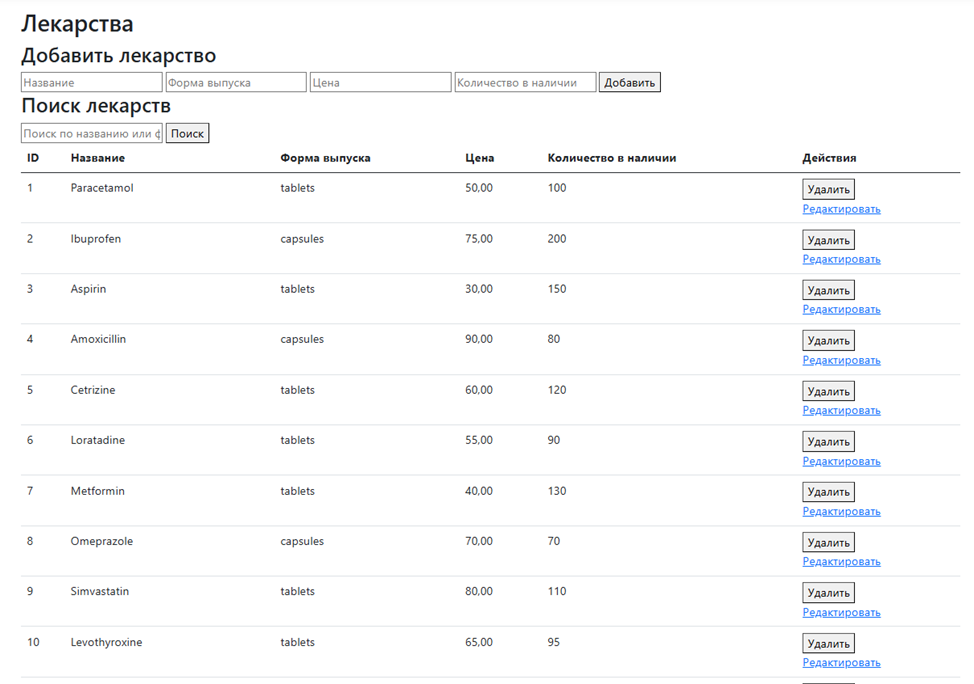 Лекарства
Добавить лекарство
Название Форма выпуска Цена Количество в наличии Добавить
Поиск лекарств
Поиск по названию или ф Поиск
ID Название Форма выпуска Цена Количество в наличии Действия
1 Paracetamol tablets 50,00 100 Удалить
Редактировать
2 Ibuprofen capsules 75,00 200 Удалить
Редактировать
3 Aspirin tablets 30,00 150 Удалить
Редактировать
4 Amoxicillin capsules 90,00 80 Удалить
Редактировать
5 Cetrizine tablets 60,00 120 Удалить
Редактировать
6 Loratadine tablets 55,00 90 Удалить
Редактировать
7 Metformin tablets 40,00 130 Удалить
Редактировать
8 Omeprazole capsules 70,00 70 Удалить
Редактировать
9 Simvastatin tablets 80,00 110 Удалить
Редактировать
10 Levothyroxine tablets 65,00 95 Удалить
Редактировать